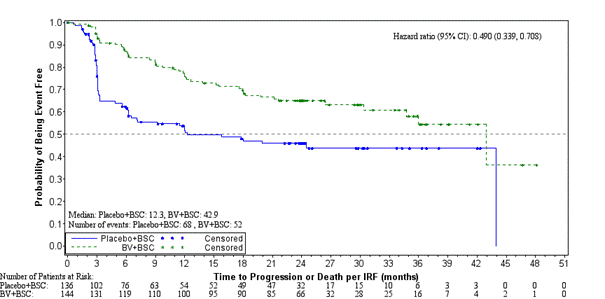 Hazard ratio (95% CI): 0.490 (0.339, 0.708)
Probability of Being Event Free
1.0
0.9
0.8
0.7
0.6
0.5
0.4
0.3
0.2
0.1
0.0
Median: Placebo+BSC: 12.3, BV+BSC: 42.9
Number of events: Placebo+BSC: 68 , BV+BSC: 52
Placebo+BSC Censored
BV+BSC Censored
0 3 6 9 12 15 18 21 24 27 30 33 36 39 42 45 48 51
Time to Progression or Death per IRF (months)
Number of Patients at Risk:
Placebo+BSC: 136 102 76 63 54 52 49 47 32 17 15 10 6 3 3 0 0 0
BV+BSC: 144 131 119 110 100 95 90 85 66 32 28 25 16 7 4 2 1 0